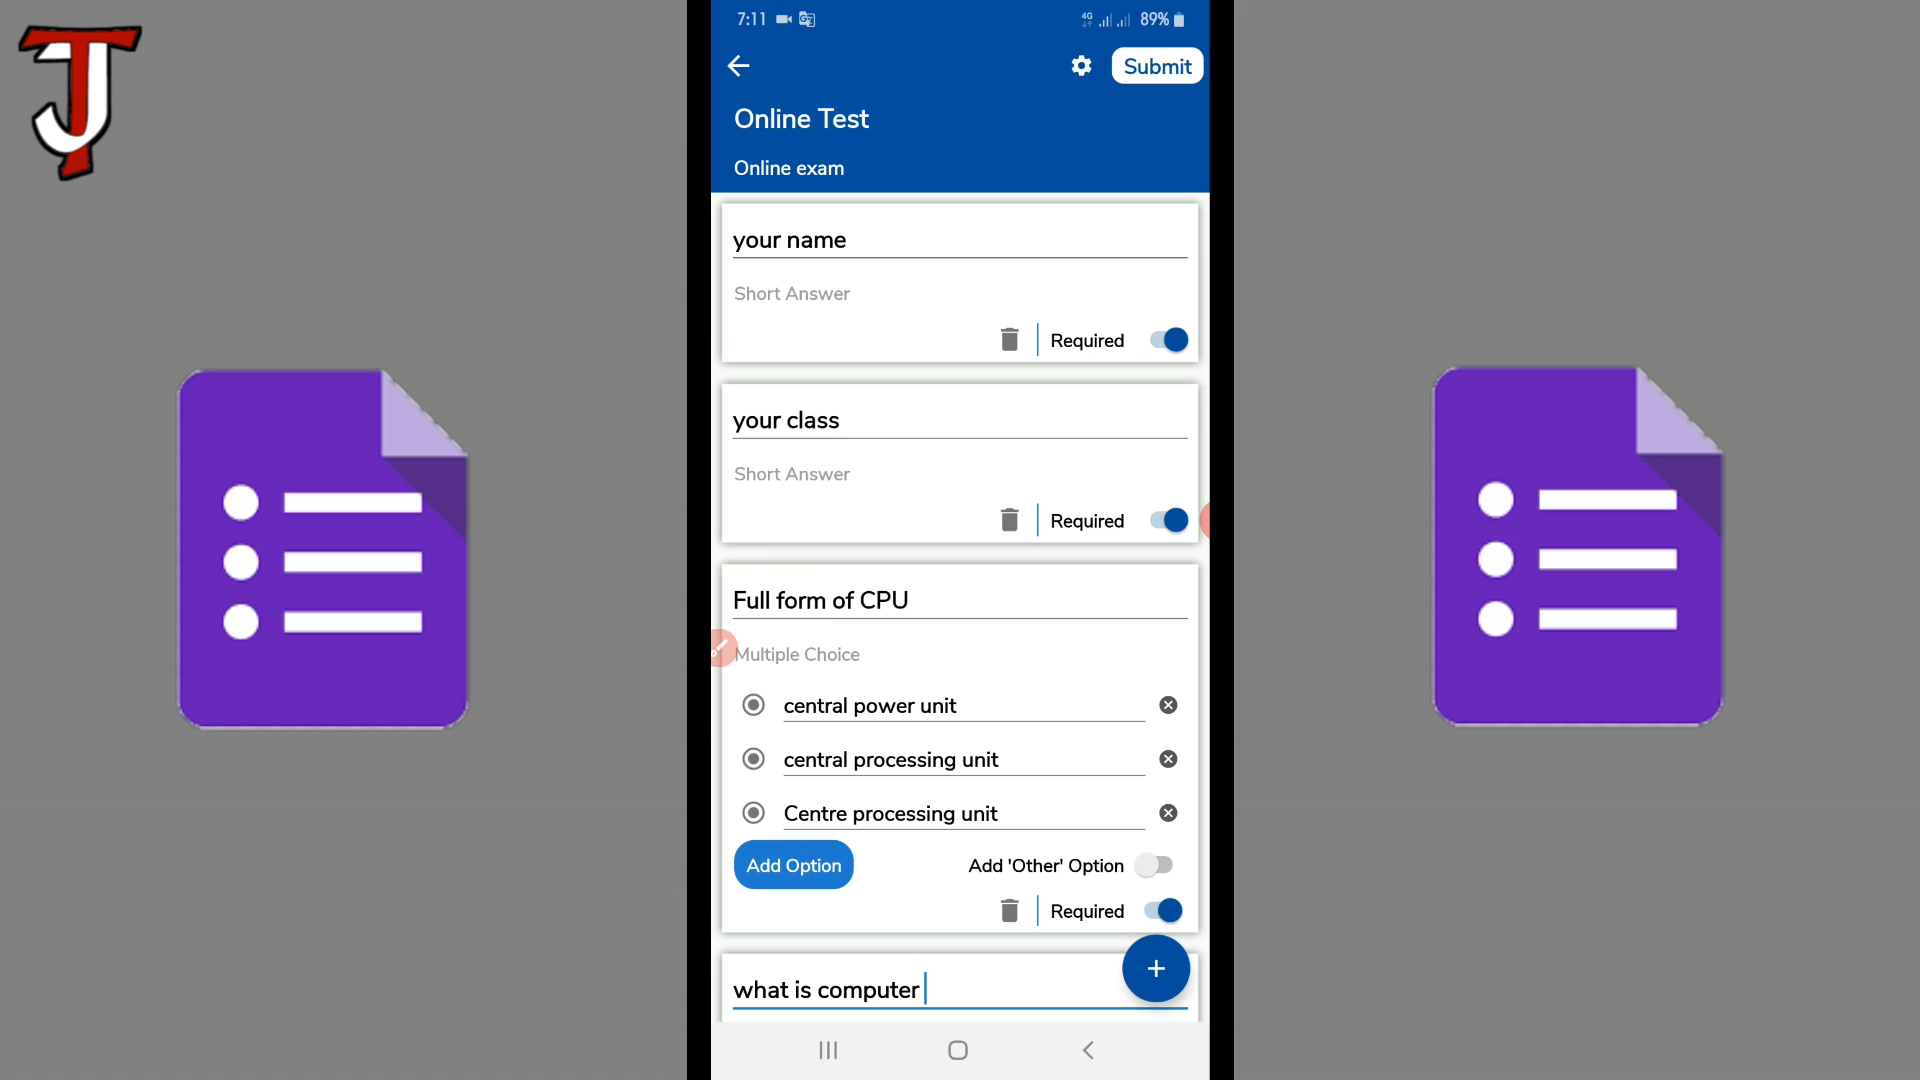 JT
7:11
4G
89%
Submit
Online Test
Online exam
your name
Short Answer
Required
your class
Short Answer
Required
Full form of CPU
Multiple Choice
central power unit
central processing unit
Centre processing unit
Add Option
Add 'Other' Option
Required
what is computer